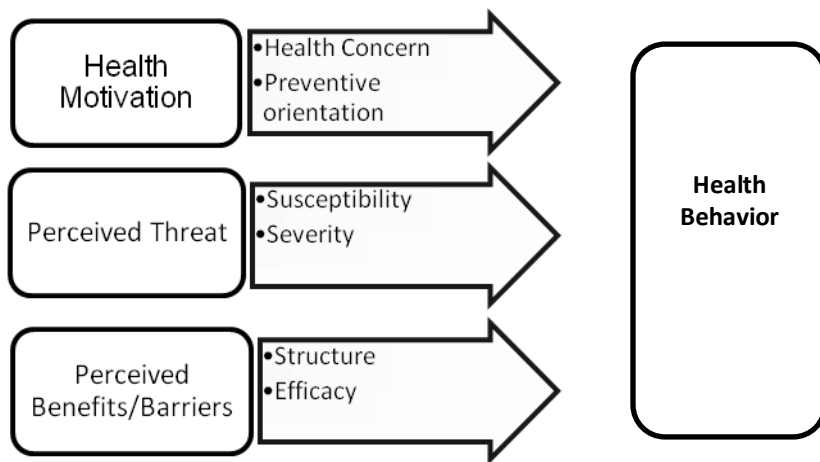 Health
Motivation
•Health Concern
•Preventive
orientation
Perceived Threat
•Susceptibility
•Severity
Perceived
Benefits/Barriers
•Structure
•Efficacy
Health
Behavior